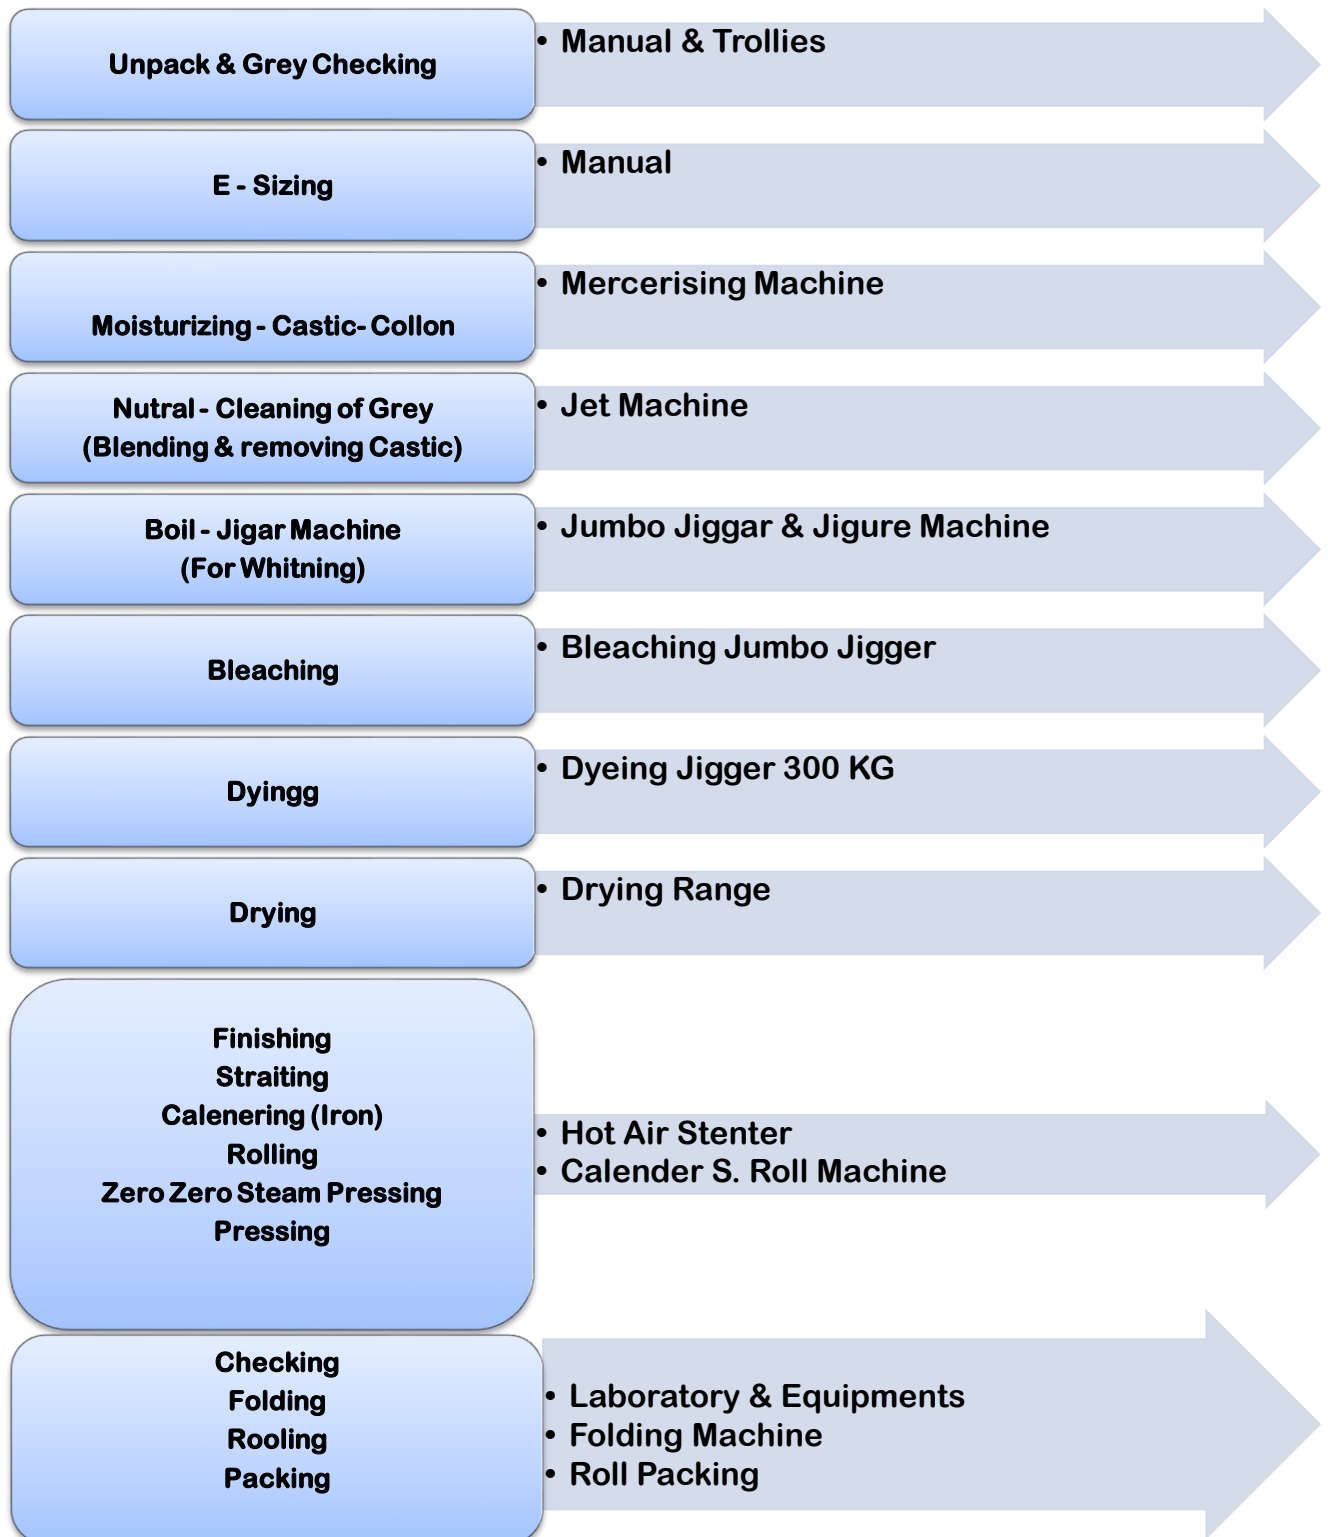 Unpack & Grey Checking
• Manual & Trollies
E - Sizing
• Manual
Moisturizing - Castic- Collon
• Mercerising Machine
Nutral - Cleaning of Grey
(Blending & removing Castic)
• Jet Machine
Boil - Jigar Machine
(For Whitning)
• Jumbo Jiggar & Jigure Machine
Bleaching
• Bleaching Jumbo Jigger
Dyingg
• Dyeing Jigger 300 KG
Drying
• Drying Range
Finishing
Straiting
Calenering (Iron)
Rolling
Zero Zero Steam Pressing
Pressing
• Hot Air Stenter
• Calender S. Roll Machine
Checking
Folding
Rooling
Packing
• Laboratory & Equipments
• Folding Machine
• Roll Packing